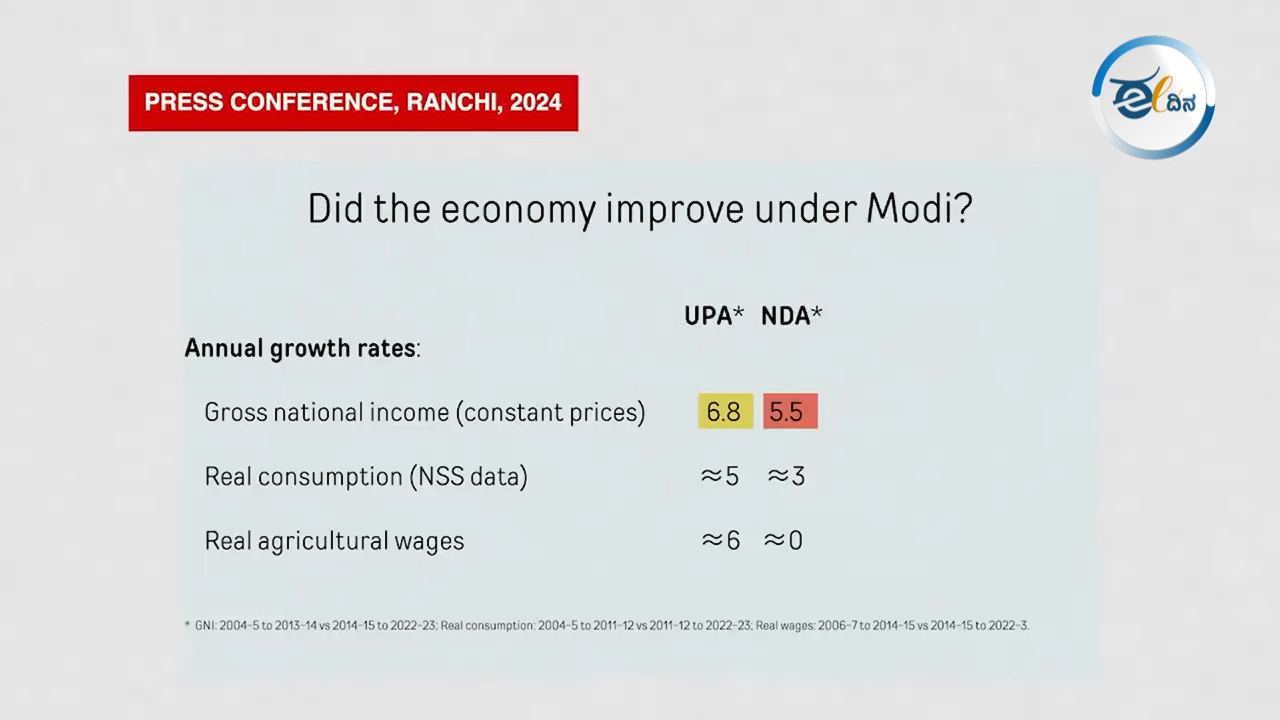 PRESS CONFERENCE, RANCHI, 2024
ಈದಿನ
Did the economy improve under Modi?
UPA* NDA*
Annual growth rates:
Gross national income (constant prices) 6.8 5.5
Real consumption (NSS data) ≈5 ≈3
Real agricultural wages ≈6 ≈0
* GNI: 2004-5 to 2013-14 vs 2014-15 to 2022-23; Real consumption: 2004-5 to 2011-12 vs 2011-12 to 2022-23; Real wages: 2006-7 to 2014-15 vs 2014-15 to 2022-3.